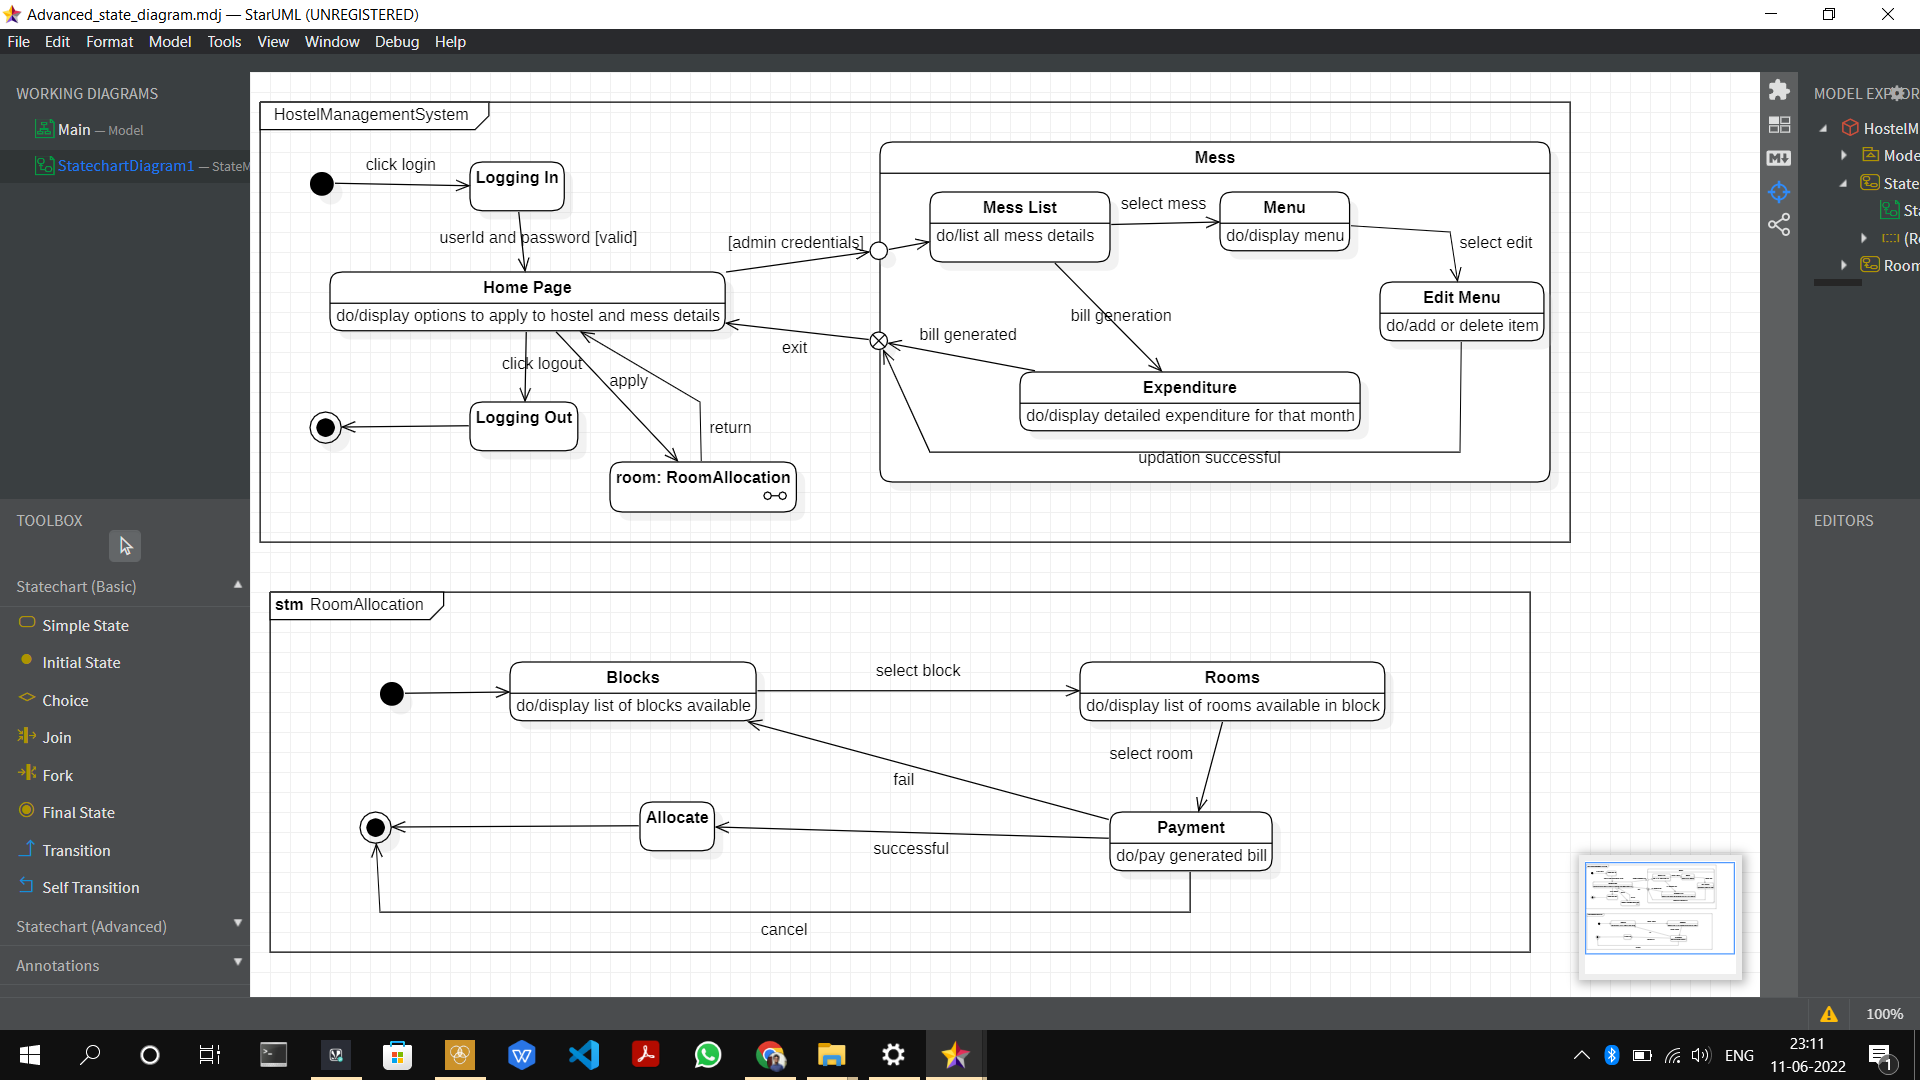 Advanced_state_diagram.mdj — StarUML (UNREGISTERED)
File Edit Format Model Tools View Window Debug Help
WORKING DIAGRAMS
Main — Model
StatechartDiagram1 — StateM
TOOLBOX
Statechart (Basic)
Simple State
Initial State
Choice
Join
Fork
Final State
Transition
Self Transition
Statechart (Advanced)
Annotations
HostelManagementSystem
click login
Logging In
userId and password [valid]
Home Page
do/display options to apply to hostel and mess details
click logout
apply
return
Logging Out
room: RoomAllocation
[admin credentials]
exit
Mess
Mess List
do/list all mess details
select mess
Menu
do/display menu
select edit
Edit Menu
do/add or delete item
bill generation
bill generated
Expenditure
do/display detailed expenditure for that month
updation successful
stm RoomAllocation
Blocks
do/display list of blocks available
select block
Rooms
do/display list of rooms available in block
select room
fail
Allocate
successful
Payment
do/pay generated bill
cancel
MODEL EXPLOR
HostelM
Mode
State
Sta
(Re
Room
EDITORS
100%
ENG
23:11
11-06-2022
1